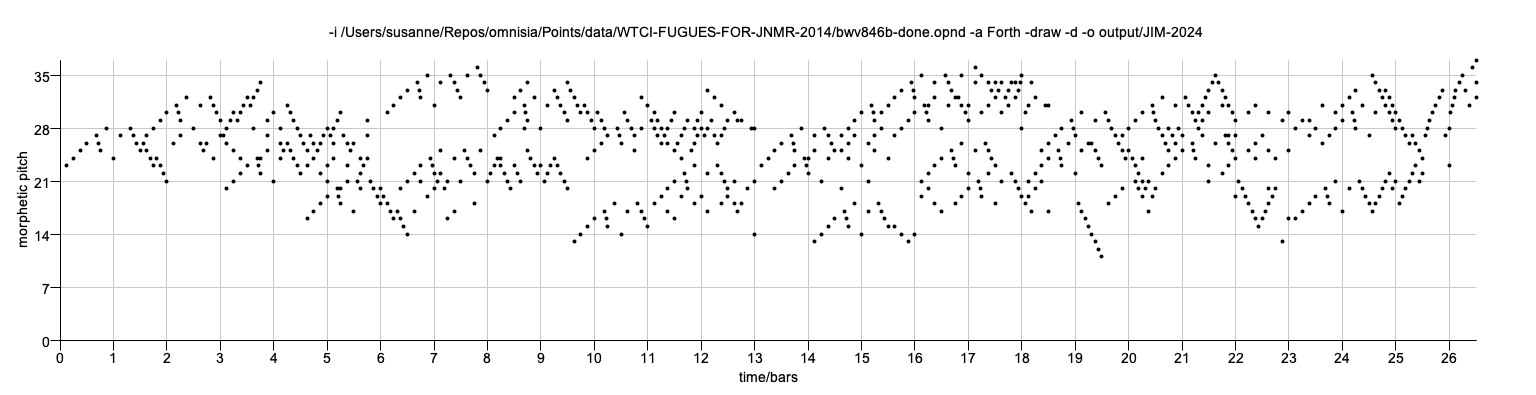 -i /Users/susanne/Repos/omnisia/Points/data/WTCI-FUGUES-FOR-JNMR-2014/bwv846b-done.opnd -a Forth -draw -d -o output/JIM-2024
morphetic pitch
35
28
21
14
7
0
0 1 2 3 4 5 6 7 8 9 10 11 12 13 14 15 16 17 18 19 20 21 22 23 24 25 26
time/bars